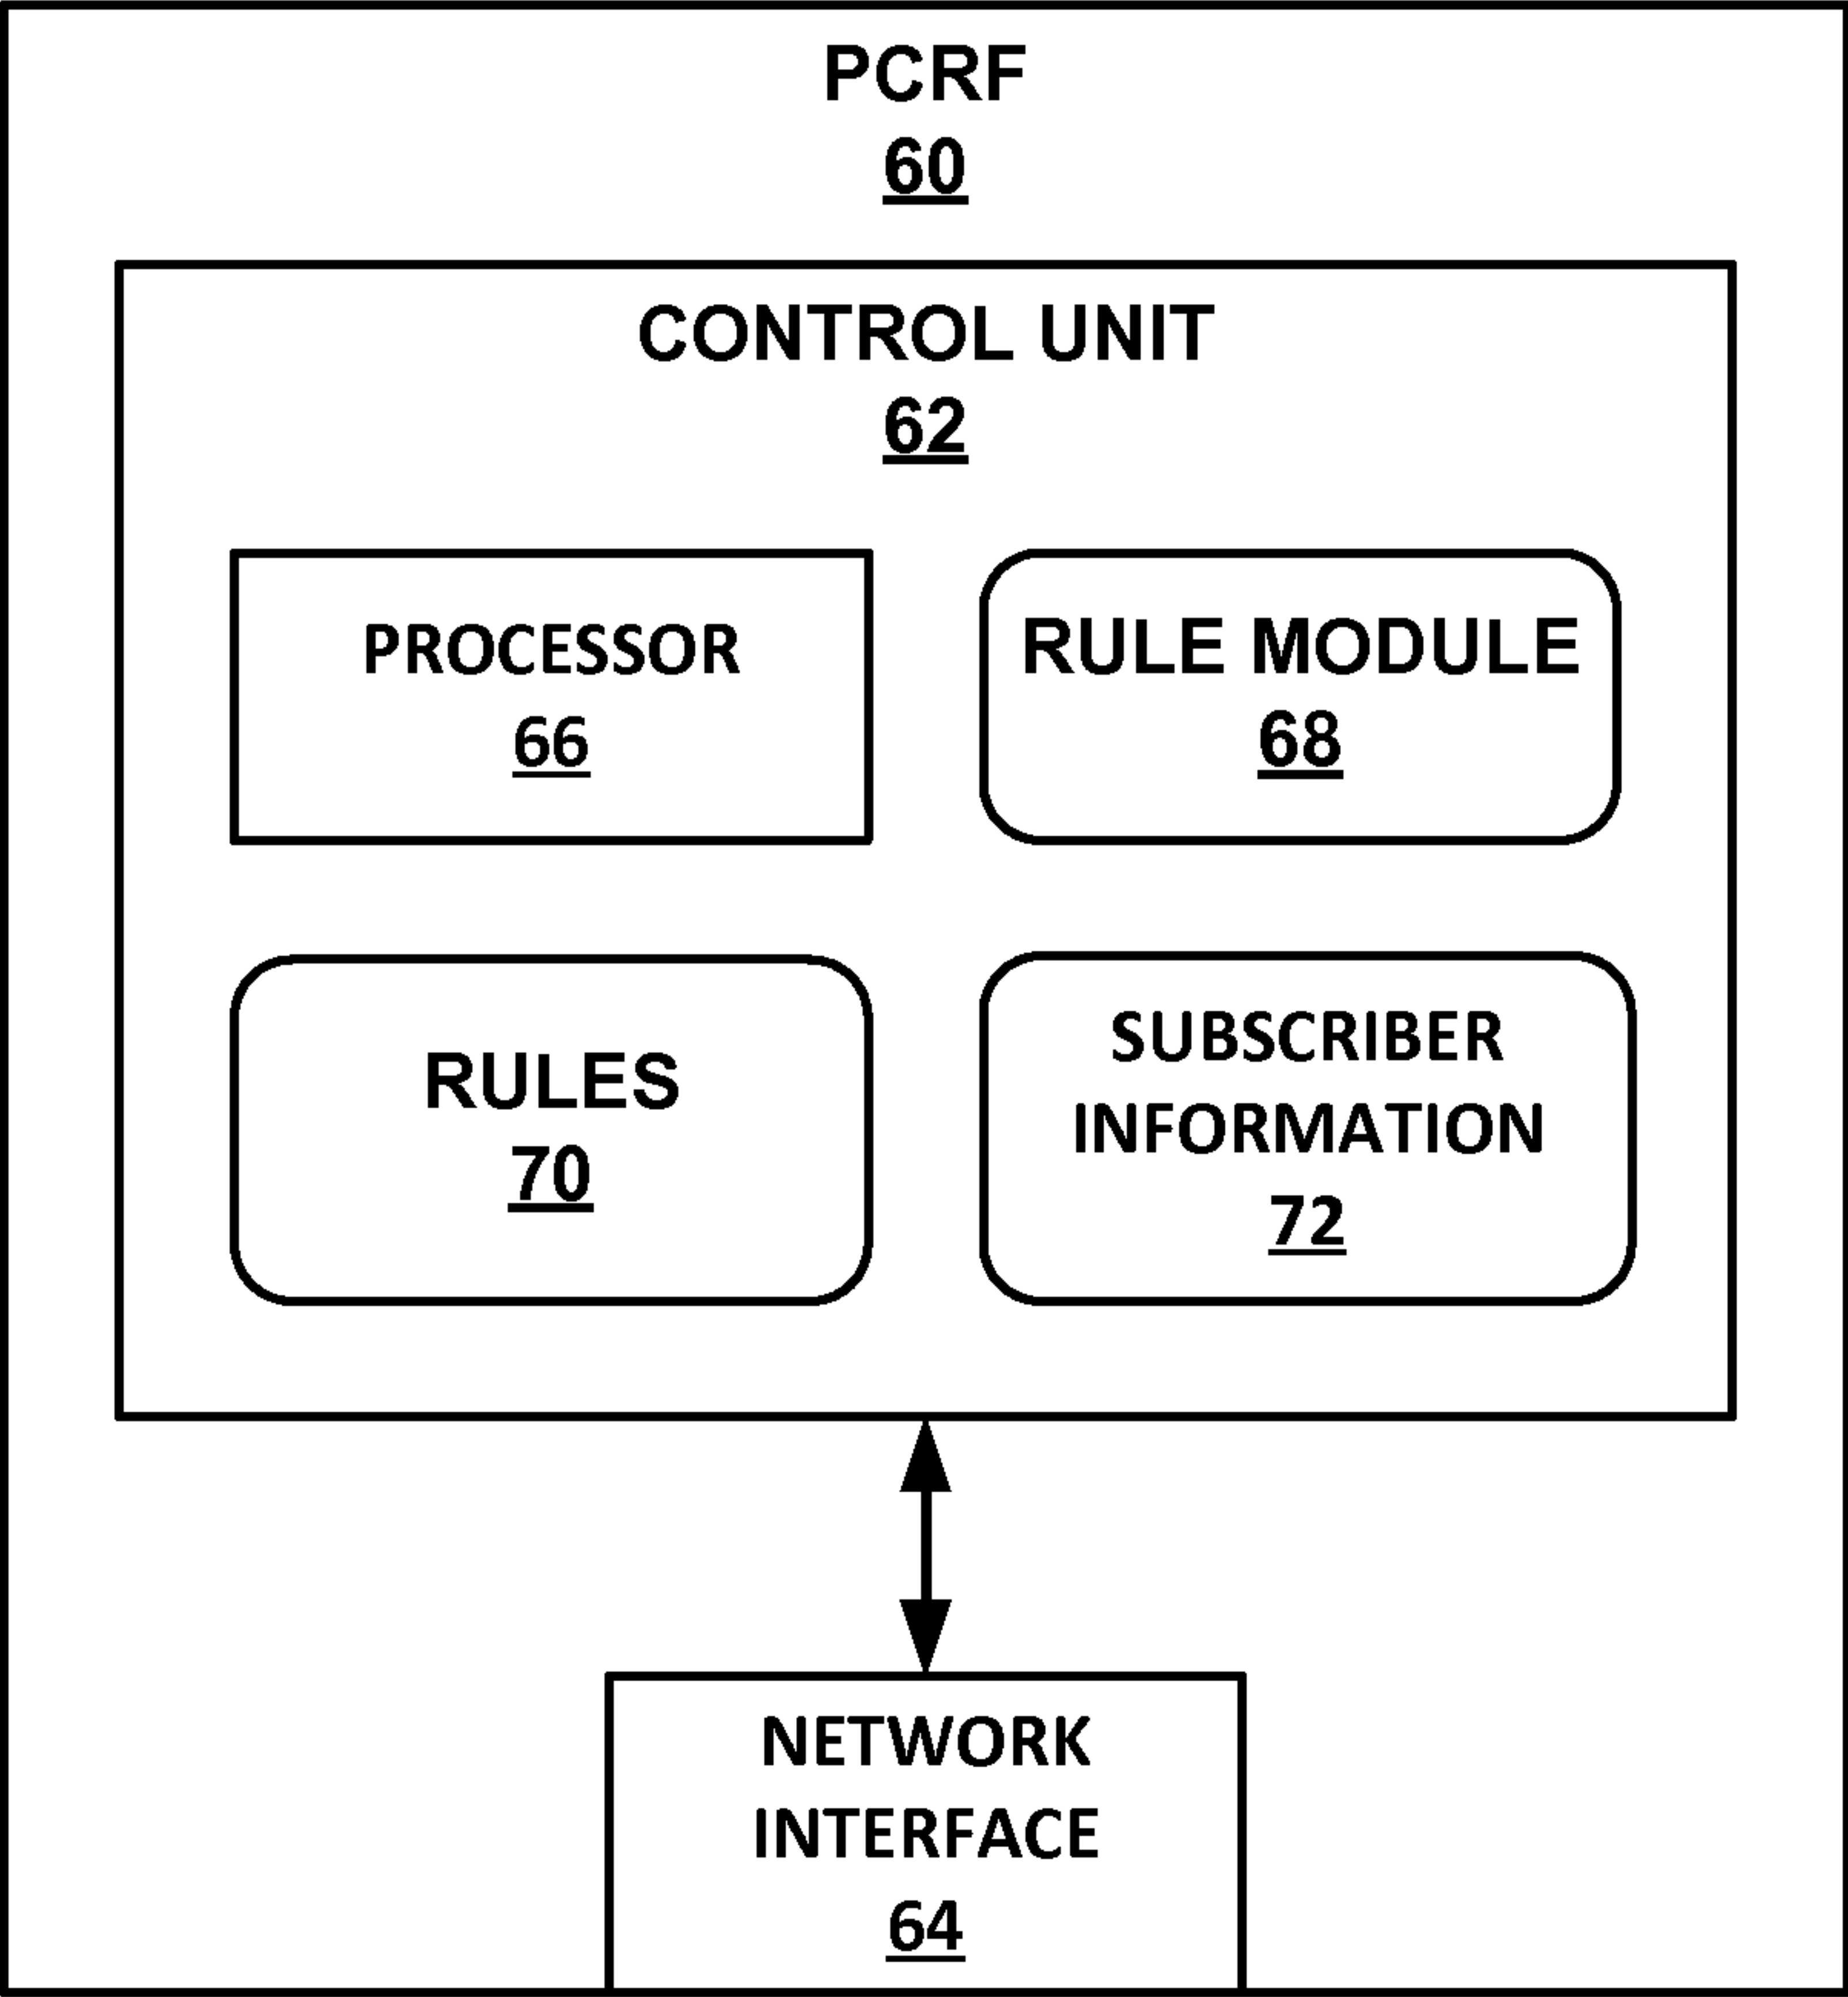 PCRF
60
CONTROL UNIT
62
PROCESSOR
66
RULE MODULE
68
RULES
70
SUBSCRIBER
INFORMATION
72
NETWORK
INTERFACE
64